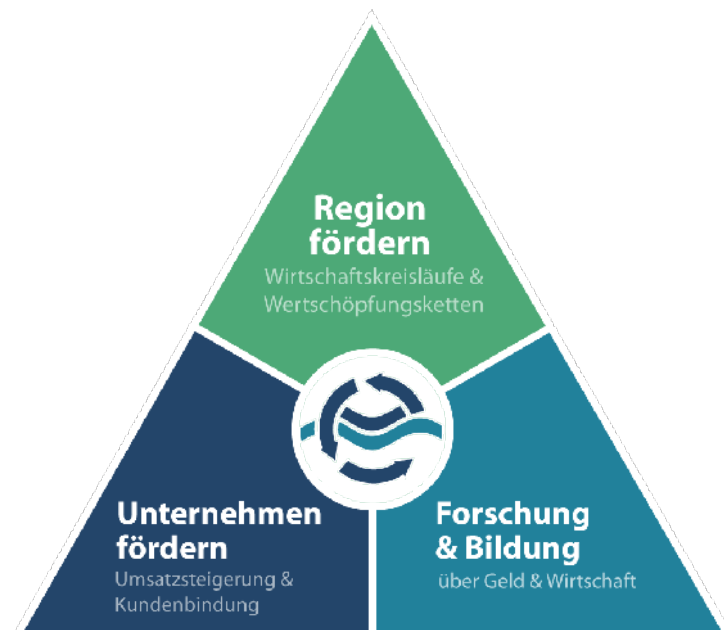 Region
fördern
Wirtschaftskreisläufe &
Wertschöpfungsketten
Unternehmen
fördern
Umsatzsteigerung &
Kundenbindung
Forschung
& Bildung
über Geld & Wirtschaft